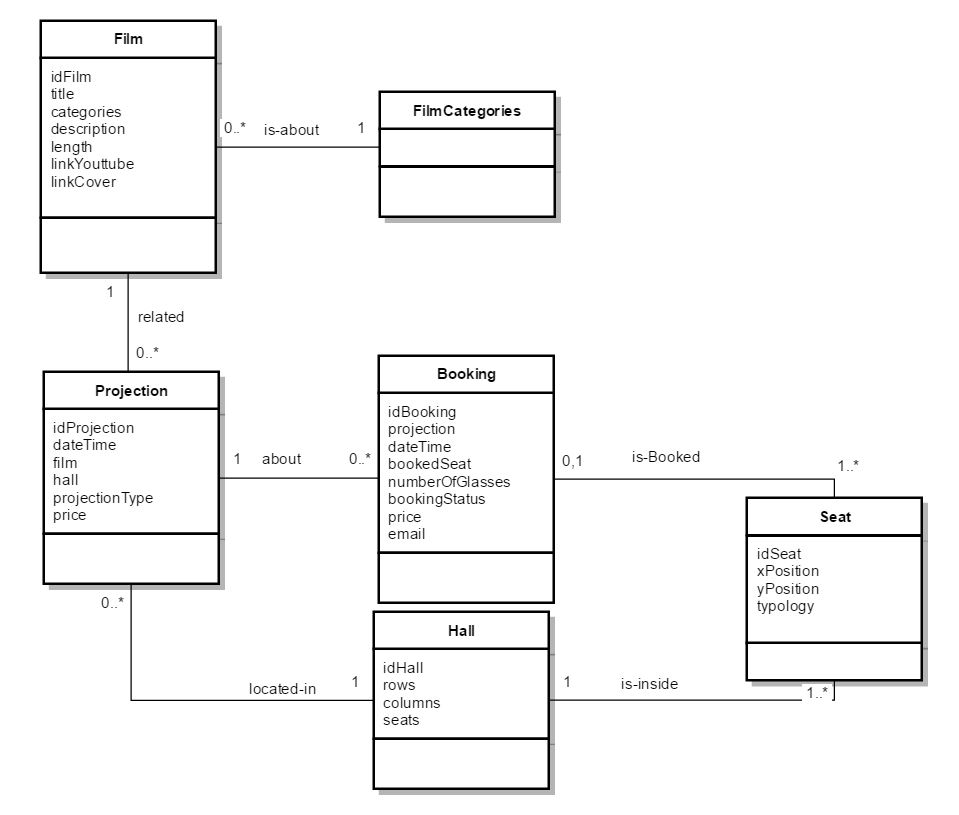 Film
idFilm
title
categories
description
length
linkYouttube
linkCover
0..*
is-about
1
FilmCategories
1
related
0..*
Projection
idProjection
dateTime
film
hall
projectionType
price
1
about
0..*
Booking
idBooking
projection
dateTime
bookedSeat
numberOfGlasses
bookingStatus
price
email
0,1
is-Booked
1..*
Seat
idSeat
xPosition
yPosition
typology
0..*
located-in
1
Hall
idHall
rows
columns
seats
1
is-inside
1..*